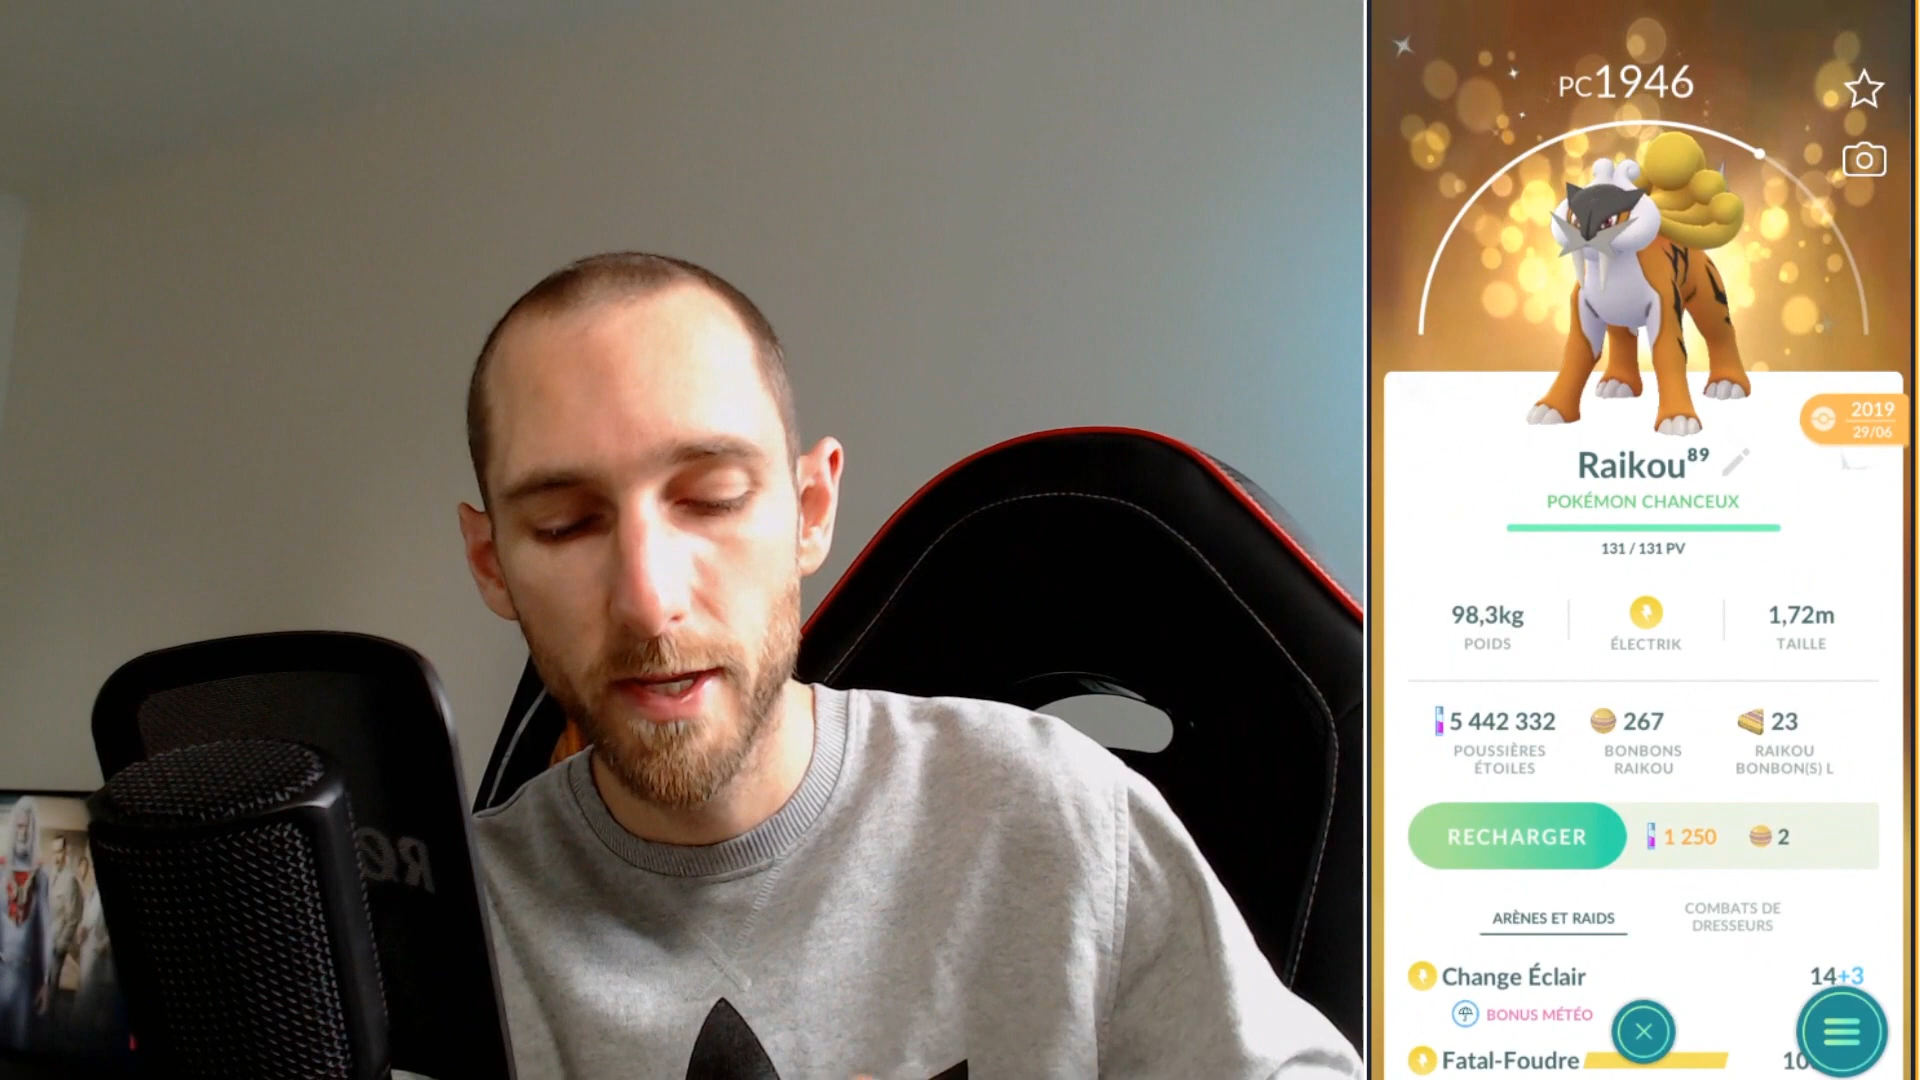 PC1946
2019
29/06
Raikou89
POKÉMON CHANCEUX
131 / 131 PV
98,3kg
POIDS
ÉLECTRIK
1,72m
TAILLE
5 442 332
POUSSIÈRES
ÉTOILES
267
BONBONS
RAIKOU
23
RAIKOU
BONBON(S) L
RECHARGER
1 250
2
ARÈNES ET RAIDS
COMBATS DE
DRESSEURS
Change Éclair
14+3
BONUS MÉTÉO
Fatal-Foudre